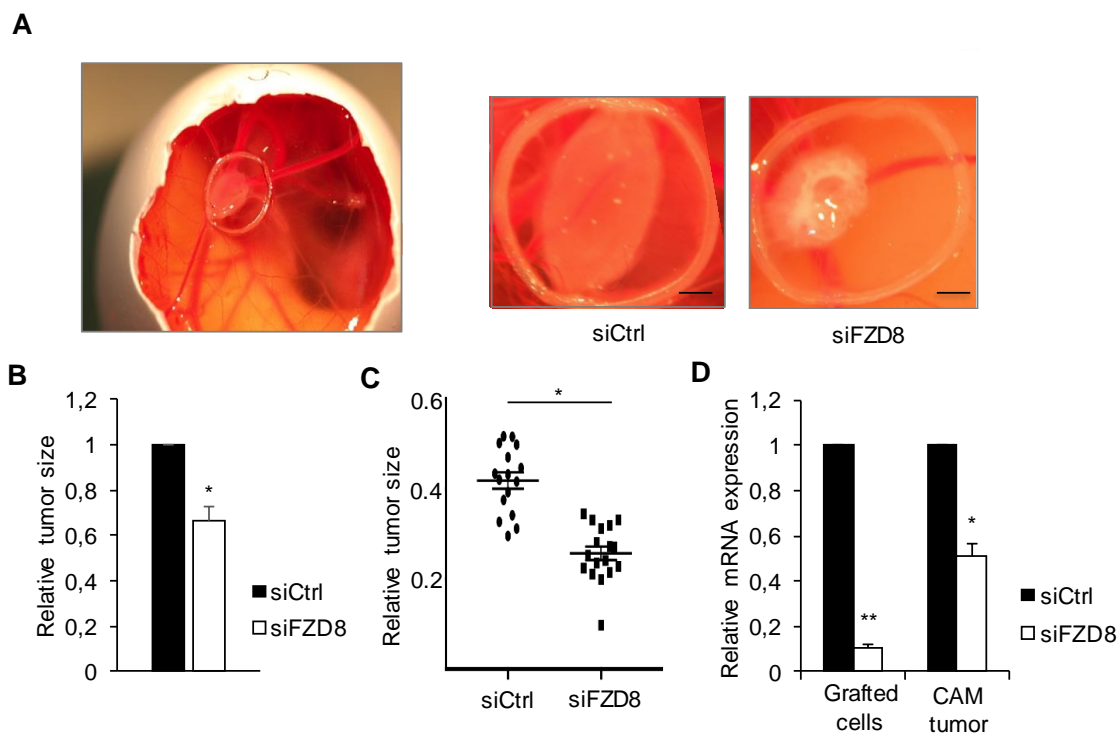 A
siCtrl
siFZD8
B
Relative tumor size
1,2
1
0,8
0,6
0,4
0,2
0
*
siCtrl
siFZD8
C
Relative tumor size
0.6
0.4
0.2
*
siCtrl
siFZD8
D
Relative mRNA expression
1,2
1
0,8
0,6
0,4
0,2
0
**
*
Grafted
cells
CAM
tumor
siCtrl
siFZD8